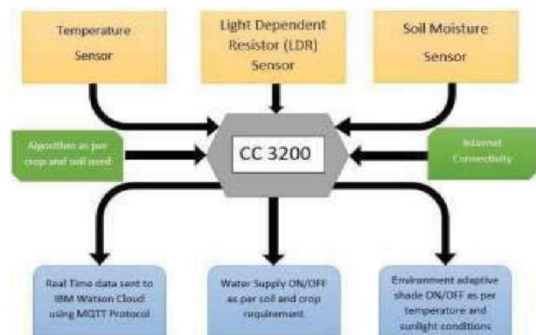 Temperature
Sensor
Light Dependent
Resistor (LDR)
Sensor
Soil Moisture
Sensor
Algorithm as per
crop and soil used
CC 3200
Internet
Connectivity
Real Time data sent to
IBM Watson Cloud
using MQTT Protocol
Water Supply ON/OFF
as per soil and crop
requirement
Environment adaptive
shade ON/OFF as per
temperature and
sunlight conditions